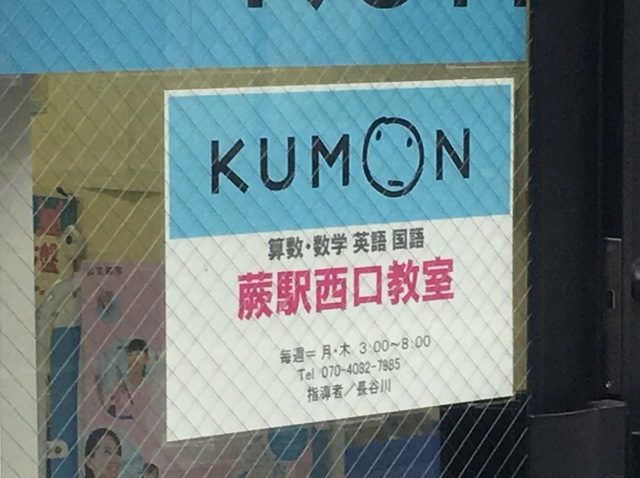 KUMON
算数・数学 英語 国語
蕨駅西口教室
毎週= 月・木 3:00～8:00
Tel 070-4082-7985
指導者／長谷川